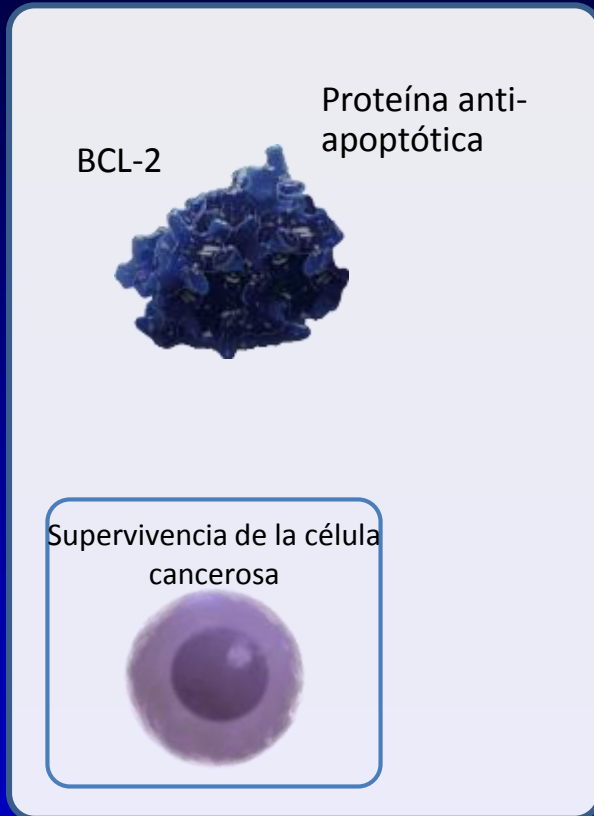 Proteína anti-
apoptótica
BCL-2
Supervivencia de la célula
cancerosa